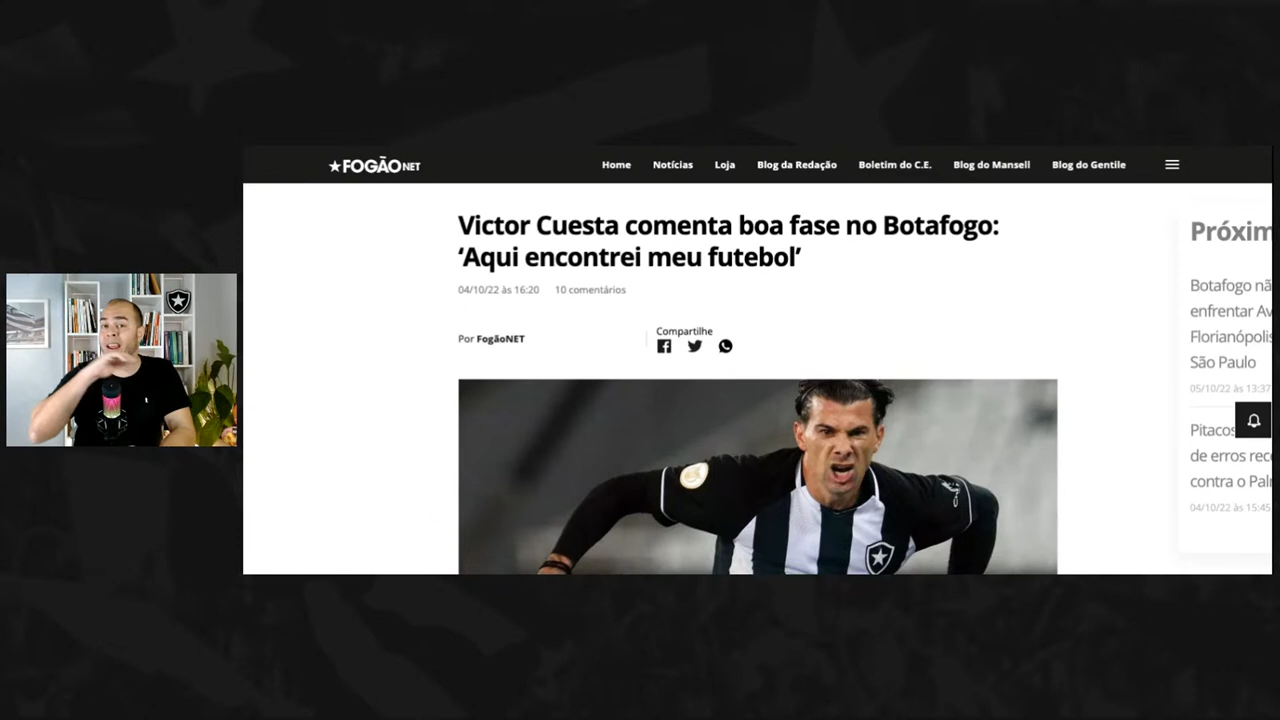 FOGÃO NET
Home Notícias Loja Blog da Redação Boletim do C.E. Blog do Mansell Blog do Gentile
Victor Cuesta comenta boa fase no Botafogo:
‘Aqui encontrei meu futebol’
04/10/22 às 16:20 10 comentários
Por FogãoNET
Compartilhe
Próxim
Botafogo nã
enfrentar Av
Florianópolis
São Paulo
05/10/22 às 13:37
Pitacos
de erros rec
contra o Pal
04/10/22 às 15:45